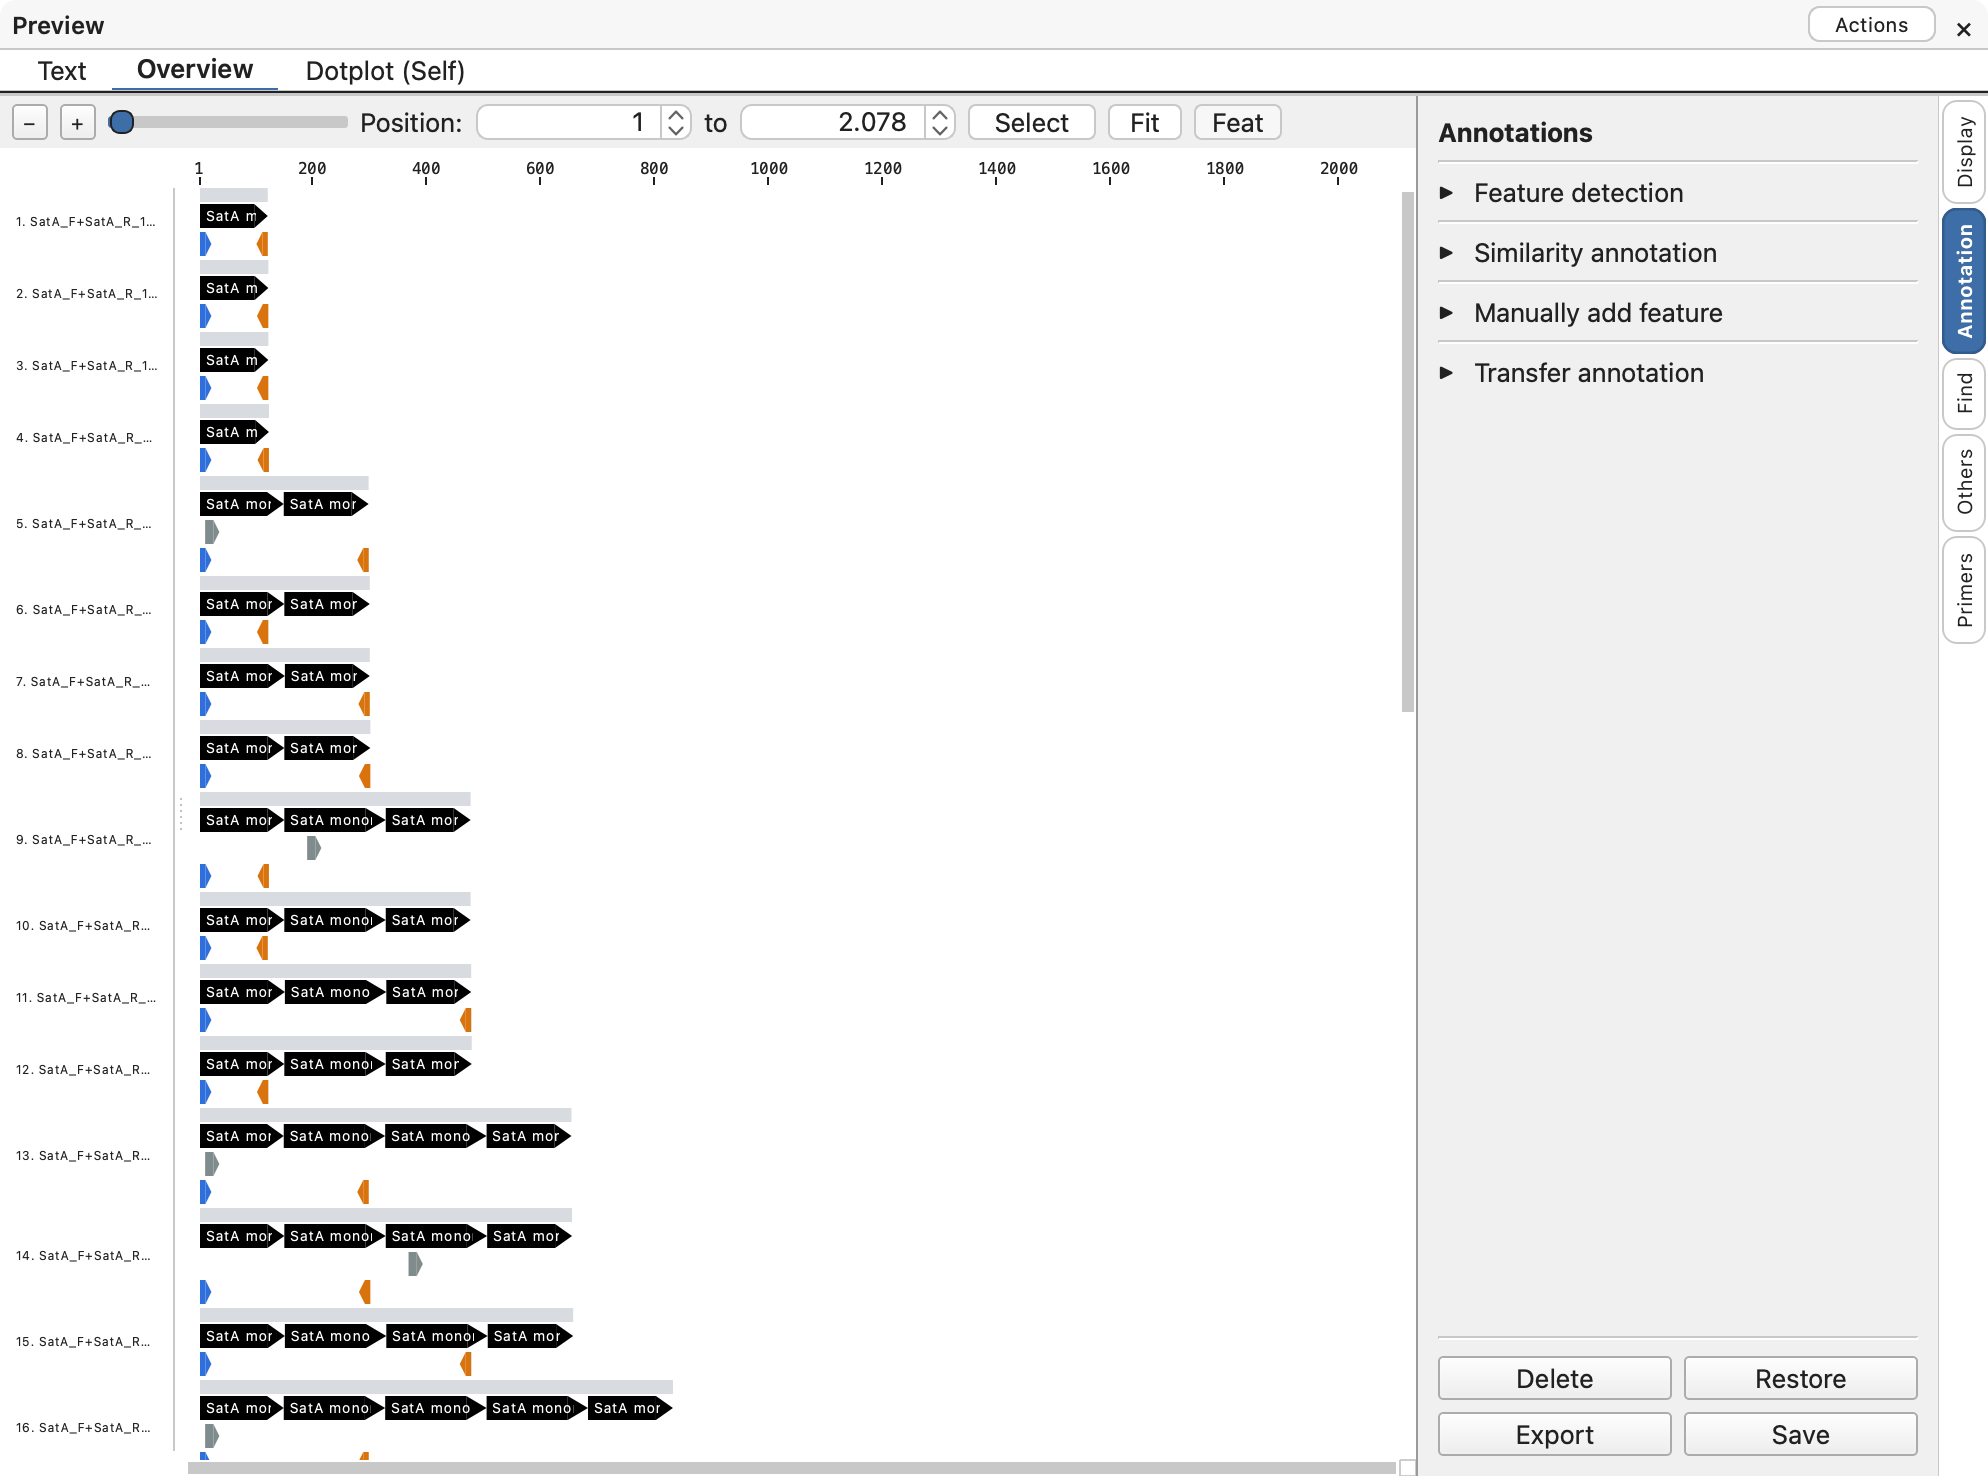 Preview
Actions
×
Text
Overview
Dotplot (Self)
−
+
Position:
1
to
2.078
Select
Fit
Feat
1
200
400
600
800
1000
1200
1400
1600
1800
2000
1. SatA_F+SatA_R_1...
SatA m
2. SatA_F+SatA_R_1...
SatA m
3. SatA_F+SatA_R_1...
SatA m
4. SatA_F+SatA_R_...
SatA m
5. SatA_F+SatA_R_...
SatA mor
SatA mor
6. SatA_F+SatA_R_...
SatA mor
SatA mor
7. SatA_F+SatA_R_...
SatA mor
SatA mor
8. SatA_F+SatA_R_...
SatA mor
SatA mor
9. SatA_F+SatA_R_...
SatA mor
SatA mono
SatA mor
10. SatA_F+SatA_R...
SatA mor
SatA mono
SatA mor
11. SatA_F+SatA_R_...
SatA mor
SatA mono
SatA mor
12. SatA_F+SatA_R...
SatA mor
SatA mono
SatA mor
13. SatA_F+SatA_R...
SatA mor
SatA mono
SatA mono
SatA mor
14. SatA_F+SatA_R...
SatA mor
SatA mono
SatA mono
SatA mor
15. SatA_F+SatA_R...
SatA mor
SatA mono
SatA mono
SatA mor
16. SatA_F+SatA_R...
SatA mor
SatA mono
SatA mono
SatA mono
SatA mor
Annotations
Feature detection
Similarity annotation
Manually add feature
Transfer annotation
Delete
Restore
Export
Save
Display
Annotation
Find
Others
Primers